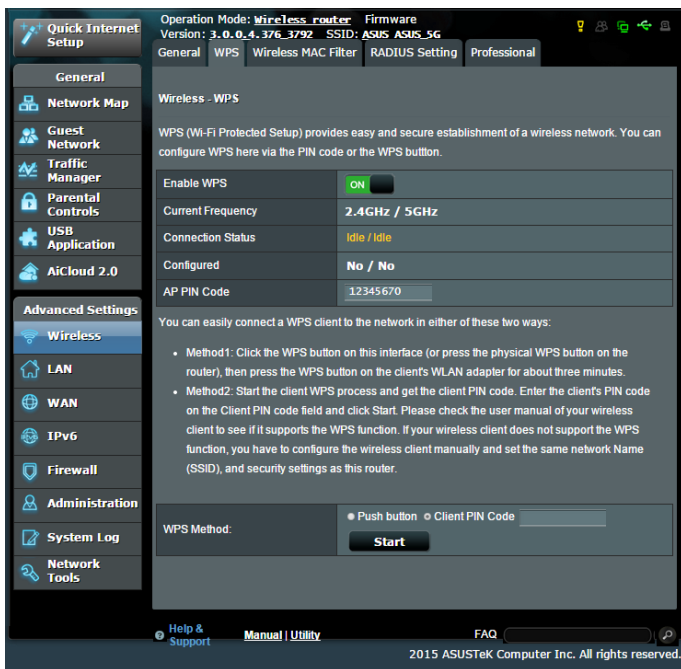 Quick Internet
Setup
Operation Mode: Wireless router Firmware
Version: 3.0.0.4.376_3792 SSID: ASUS ASUS_5G
General WPS Wireless MAC Filter RADIUS Setting Professional
General
Network Map
Guest
Network
Traffic
Manager
Parental
Controls
USB
Application
AiCloud 2.0
Advanced Settings
Wireless
LAN
WAN
IPv6
Firewall
Administration
System Log
Network
Tools
Wireless - WPS
WPS (Wi-Fi Protected Setup) provides easy and secure establishment of a wireless network. You can
configure WPS here via the PIN code or the WPS buttton.
Enable WPS ON
Current Frequency 2.4GHz / 5GHz
Connection Status Idle / Idle
Configured No / No
AP PIN Code 12345670
You can easily connect a WPS client to the network in either of these two ways:
• Method1: Click the WPS button on this interface (or press the physical WPS button on the
router), then press the WPS button on the client's WLAN adapter for about three minutes.
• Method2: Start the client WPS process and get the client PIN code. Enter the client's PIN code
on the Client PIN code field and click Start. Please check the user manual of your wireless
client to see if it supports the WPS function. If your wireless client does not support the WPS
function, you have to configure the wireless client manually and set the same network Name
(SSID), and security settings as this router.
WPS Method: Push button Client PIN Code
Start
Help &
Support
Manual | Utility
FAQ
2015 ASUSTeK Computer Inc. All rights reserved.